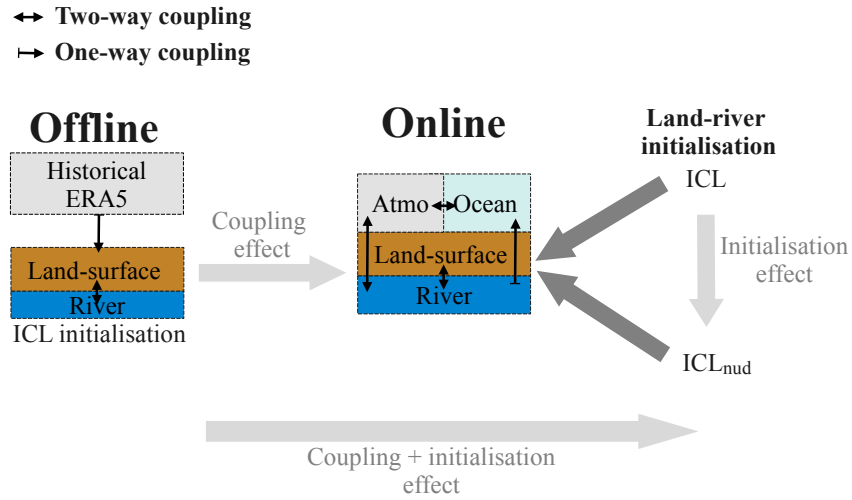 Two-way coupling
One-way coupling
Offline
Historical
ERA5
Land-surface
River
ICL initialisation
Coupling
effect
Online
Atmo
Ocean
Land-surface
River
Land-river
initialisation
ICL
Initialisation
effect
ICLnud
Coupling + initialisation
effect